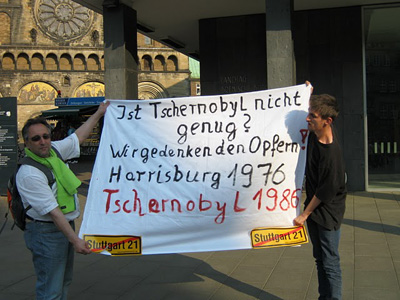 Ist Tschernobyl nicht
genug?
Wir gedenken den Opfern!
Harrisburg 1976
Tschernobyl 1986
Stuttgart 21
Stuttgart 21